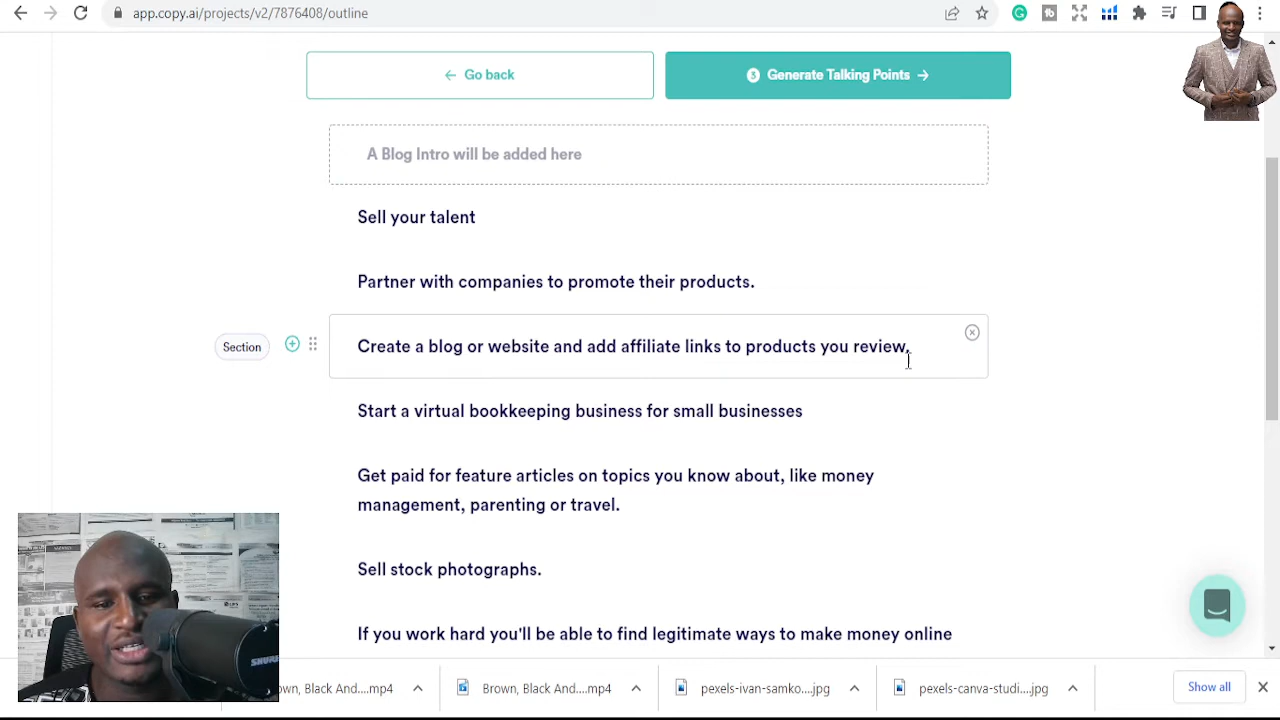 app.copy.ai/projects/v2/7876408/outline
← Go back
3 Generate Talking Points →
A Blog Intro will be added here
Sell your talent
Partner with companies to promote their products.
Section
Create a blog or website and add affiliate links to products you review,
Start a virtual bookkeeping business for small businesses
Get paid for feature articles on topics you know about, like money
management, parenting or travel.
Sell stock photographs.
If you work hard you'll be able to find legitimate ways to make money online
SHURE
wn, Black And....mp4
Brown, Black And....mp4
pexels-ivan-samko....jpg
pexels-canva-studi....jpg
Show all